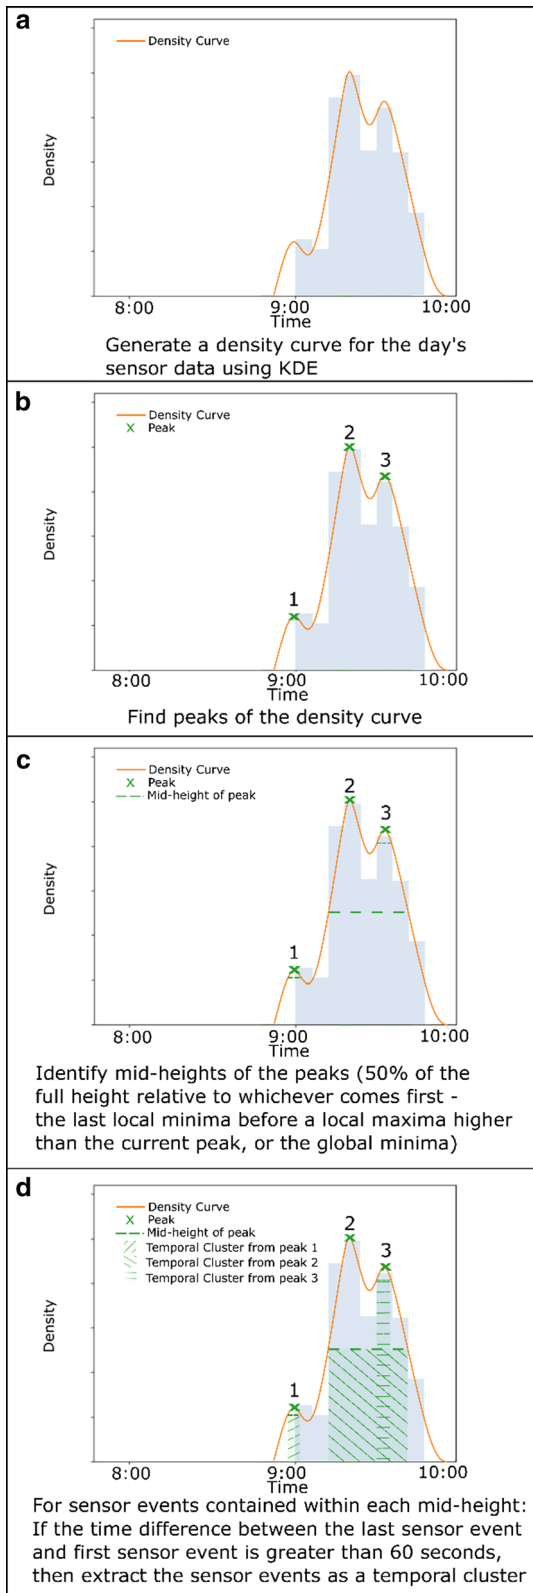 a
Density Curve
Density
8:00
9:00
10:00
Time
Generate a density curve for the day's
sensor data using KDE
b
Density Curve
Peak
1
2
3
Density
8:00
9:00
10:00
Time
Find peaks of the density curve
c
Density Curve
Peak
Mid-height of peak
1
2
3
Density
8:00
9:00
10:00
Time
Identify mid-heights of the peaks (50% of the
full height relative to whichever comes first -
the last local minima before a local maxima higher
than the current peak, or the global minima)
d
Density Curve
Peak
Mid-height of peak
Temporal Cluster from peak 1
Temporal Cluster from peak 2
Temporal Cluster from peak 3
1
2
3
Density
8:00
9:00
10:00
Time
For sensor events contained within each mid-height:
If the time difference between the last sensor event
and first sensor event is greater than 60 seconds,
then extract the sensor events as a temporal cluster